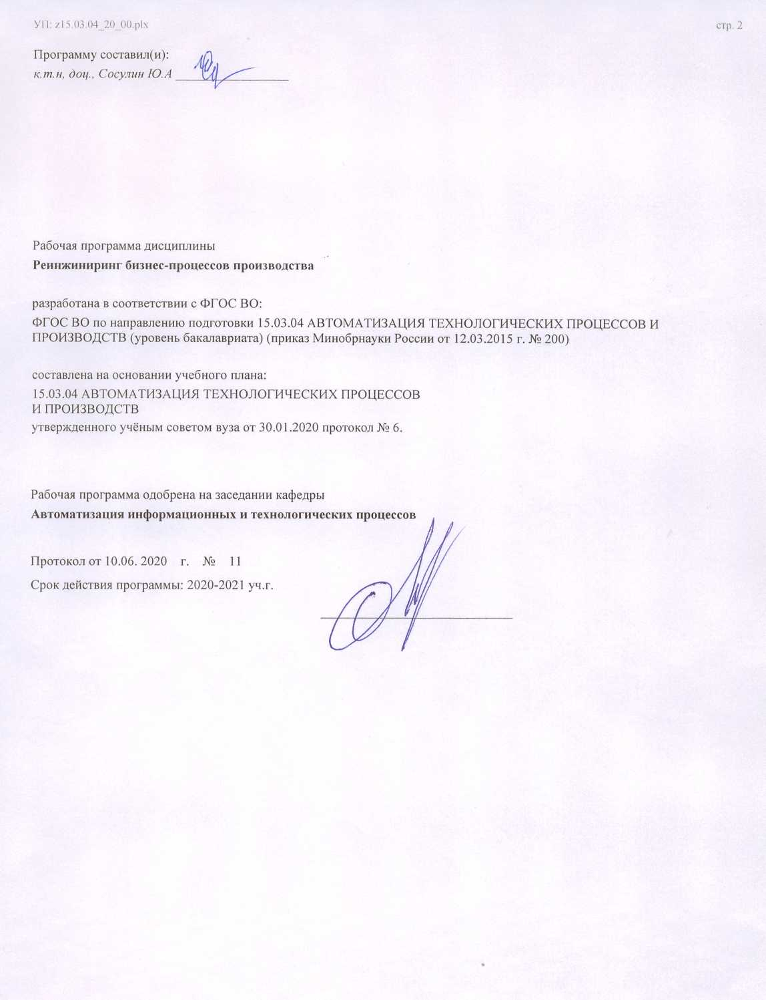 УП: z15.03.04_20_00.plx стр. 2
Программу составил(и):
к.т.н, доц., Сосулин Ю.А
Рабочая программа дисциплины
Реинжиниринг бизнес-процессов производства
разработана в соответствии с ФГОС ВО:
ФГОС ВО по направлению подготовки 15.03.04 АВТОМАТИЗАЦИЯ ТЕХНОЛОГИЧЕСКИХ ПРОЦЕССОВ И
ПРОИЗВОДСТВ (уровень бакалавриата) (приказ Минобрнауки России от 12.03.2015 г. № 200)
составлена на основании учебного плана:
15.03.04 АВТОМАТИЗАЦИЯ ТЕХНОЛОГИЧЕСКИХ ПРОЦЕССОВ
И ПРОИЗВОДСТВ
утвержденного учёным советом вуза от 30.01.2020 протокол № 6.
Рабочая программа одобрена на заседании кафедры
Автоматизация информационных и технологических процессов
Протокол от 10.06. 2020 г. № 11
Срок действия программы: 2020-2021 уч.г.